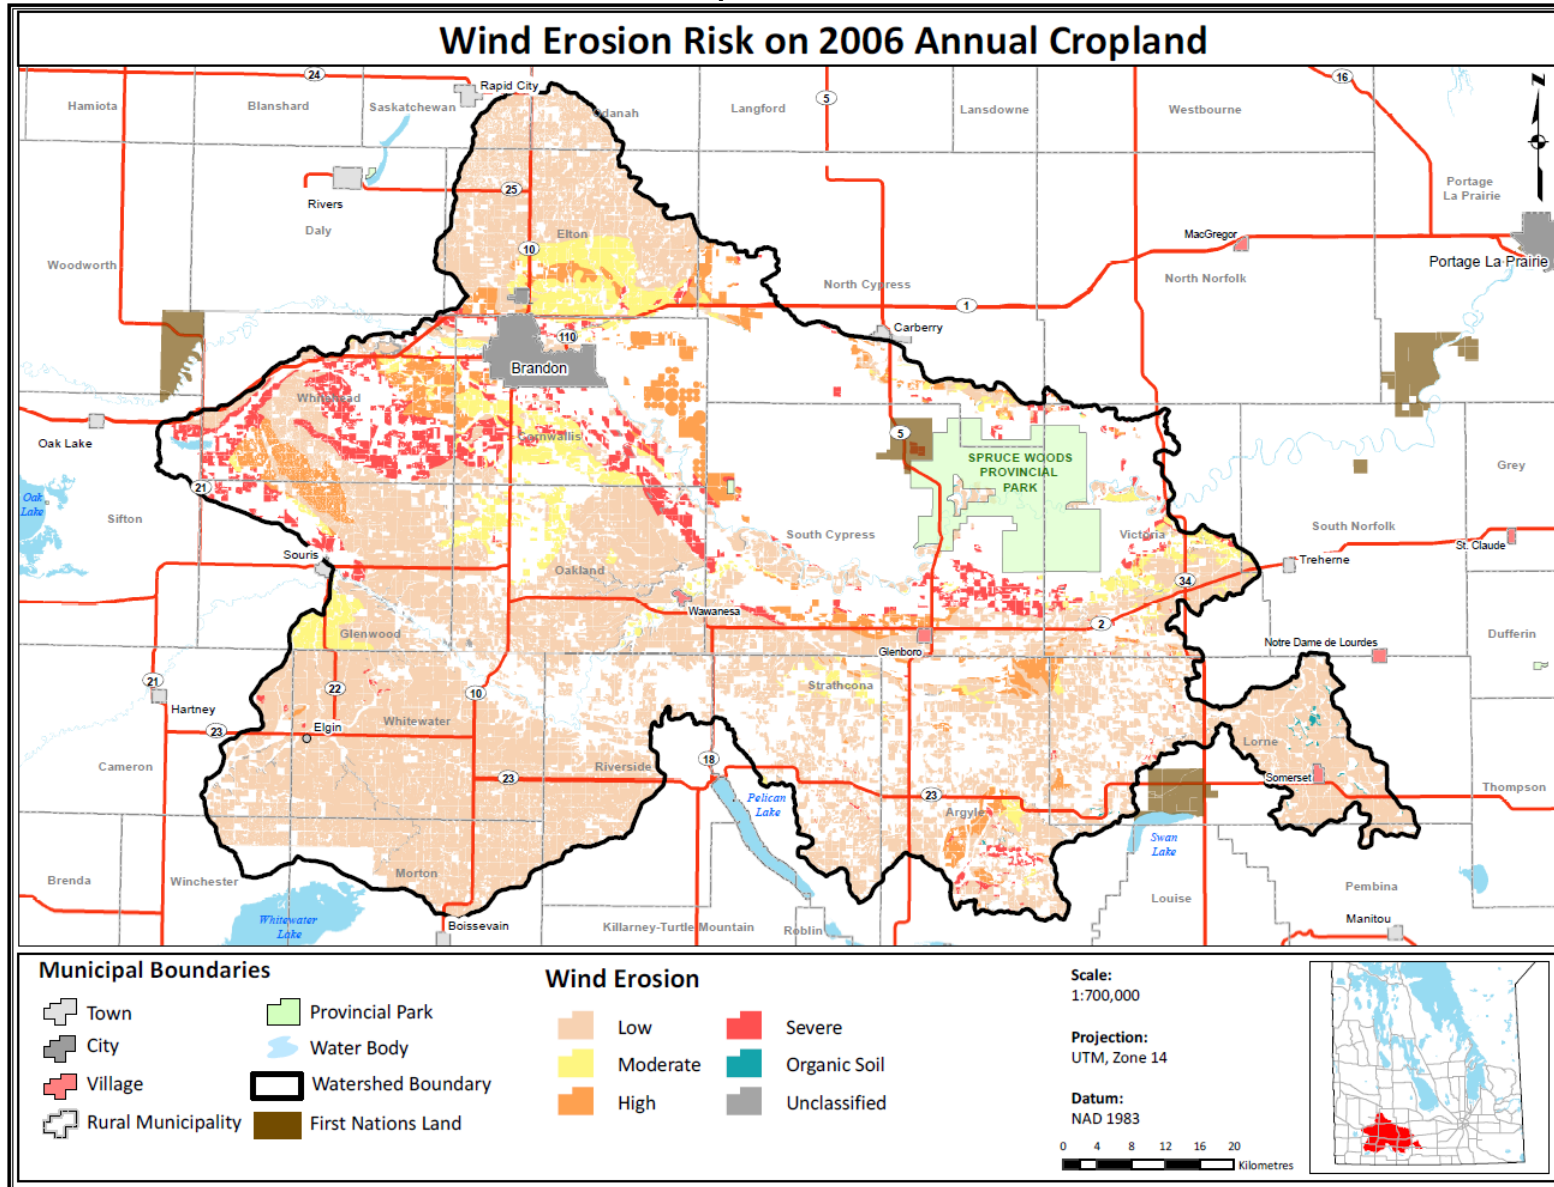 Wind Erosion Risk on 2006 Annual Cropland
24
Rapid City
16
Hamiota
Blanshard
Saskatchewan
Odanah
Langford
5
Lansdowne
Westbourne
N
Rivers
25
Portage
La Prairie
Daly
Elton
10
MacGregor
Woodworth
North Cypress
North Norfolk
Portage La Prairie
1
Carberry
110
Brandon
Whitehead
Oak Lake
Cornwallis
5
SPRUCE WOODS
PROVINCIAL
PARK
Grey
21
Oak
Lake
Sifton
South Cypress
Victoria
South Norfolk
St. Claude
Souris
Oakland
Treherne
34
Wawanesa
2
Glenwood
Glenboro
Notre Dame de Lourdes
Dufferin
21
22
10
Strathcona
Hartney
23
Elgin
Whitewater
Lorne
Cameron
18
Riverside
23
Somerset
Thompson
Pelican
Lake
23
Argyle
Swan
Lake
Brenda
Winchester
Morton
Louise
Pembina
Whitewater
Lake
Boissevain
Killarney-Turtle Mountain
Roblin
Manitou
Municipal Boundaries
Town
City
Village
Rural Municipality
Provincial Park
Water Body
Watershed Boundary
First Nations Land
Wind Erosion
Low
Moderate
High
Severe
Organic Soil
Unclassified
Scale:
1:700,000
Projection:
UTM, Zone 14
Datum:
NAD 1983
0 4 8 12 16 20
Kilometres